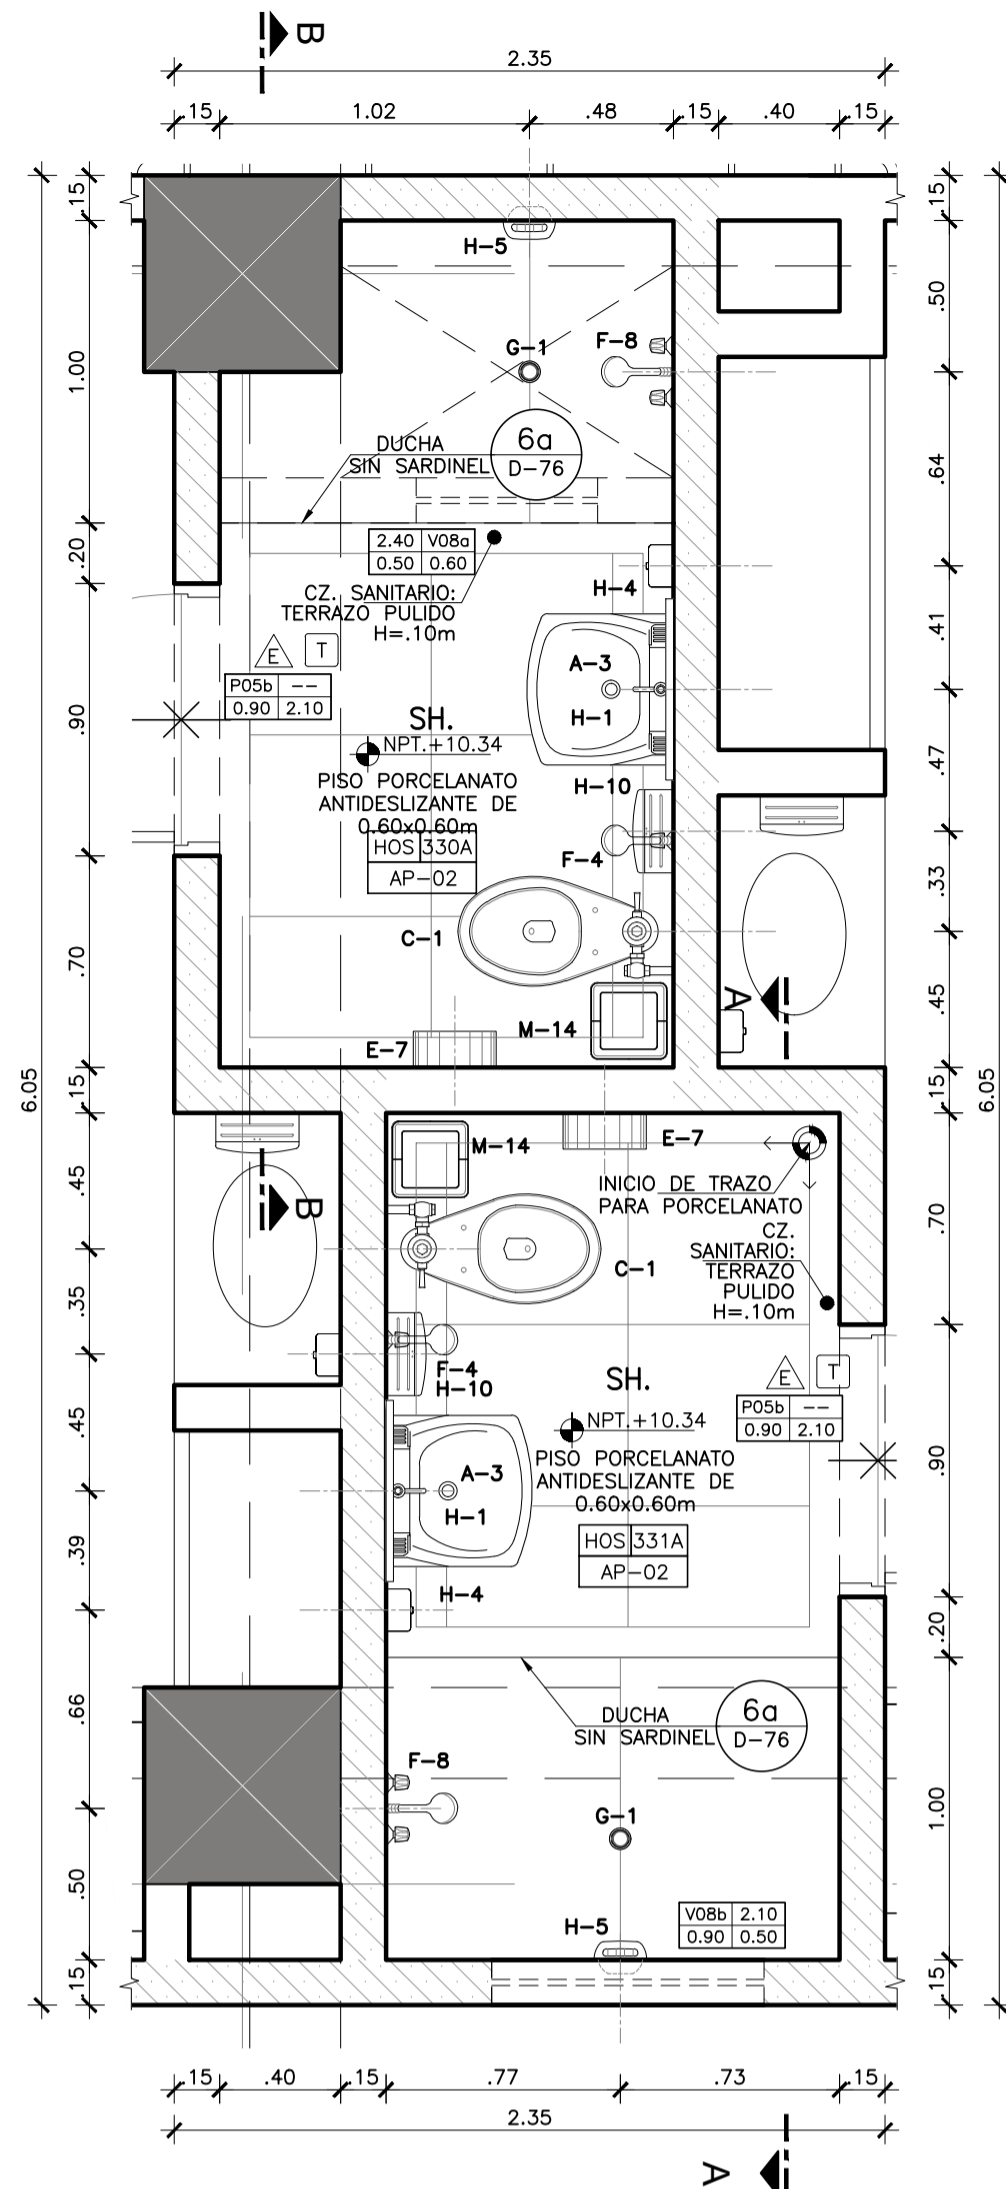 B
2.35
.15
1.02
.48
.15
.40
.15
.15
1.00
.20
.90
.70
.15
.45
.35
.45
.39
.66
.50
.15
6.05
.15
.50
.64
.41
.47
.33
.45
.15
.70
.90
.20
1.00
.15
6.05
H-5
G-1
F-8
DUCHA
SIN SARDINEL
6a
D-76
2.40 V08a
0.50 0.60
CZ. SANITARIO:
TERRAZO PULIDO
H=.10m
H-4
E
T
P05b --
0.90 2.10
A-3
H-1
SH.
NPT.+10.34
PISO PORCELANATO
ANTIDESLIZANTE DE
0.60x0.60m
HOS 330A
AP-02
H-10
F-4
C-1
A
M-14
E-7
M-14
E-7
INICIO DE TRAZO
PARA PORCELANATO
B
CZ.
SANITARIO:
TERRAZO
PULIDO
H=.10m
C-1
F-4
H-10
SH.
E
T
P05b --
0.90 2.10
NPT.+10.34
PISO PORCELANATO
ANTIDESLIZANTE DE
0.60x0.60m
A-3
H-1
HOS 331A
AP-02
H-4
DUCHA
SIN SARDINEL
6a
D-76
F-8
G-1
V08b 2.10
0.90 0.50
H-5
.15
.40
.15
.77
.73
.15
2.35
A